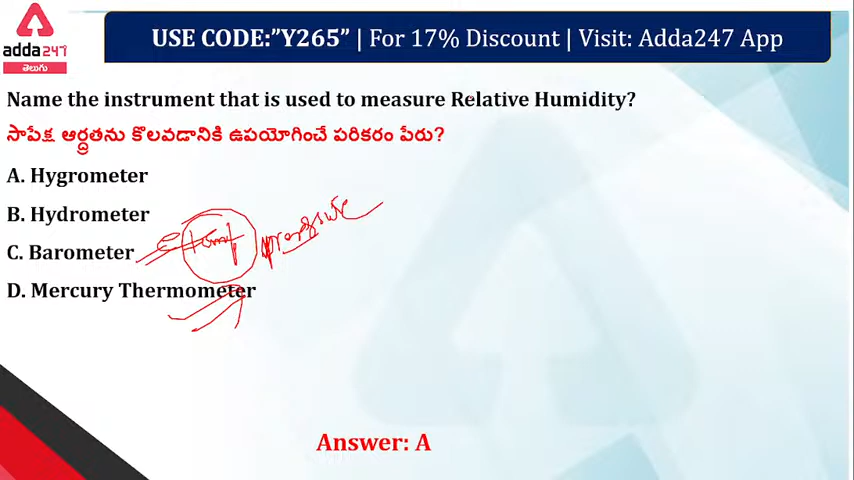 adda247
తెలుగు
USE CODE:”Y265” | For 17% Discount | Visit: Adda247 App
Name the instrument that is used to measure Relative Humidity?
సాపేక్ష ఆర్ద్రతను కొలవడానికి ఉపయోగించే పరికరం పేరు?
A. Hygrometer
B. Hydrometer
pressure
C. Barometer
D. Mercury Thermometer
Answer: A